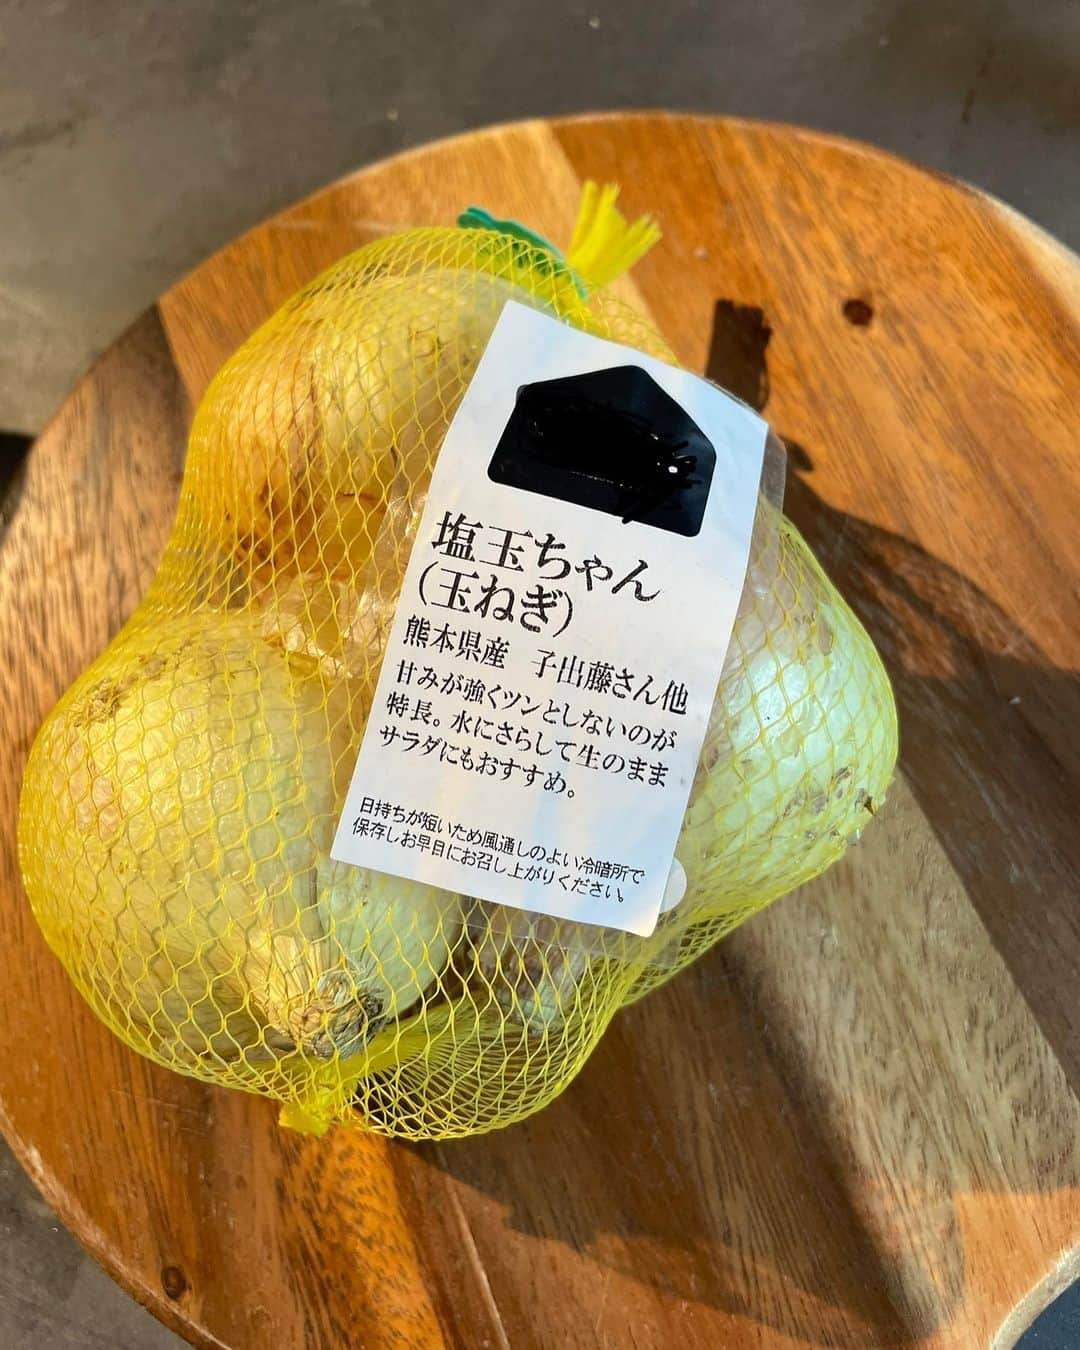 塩玉ちゃん
(玉ねぎ)
熊本県産 子出藤さん他
甘みが強くツンとしないのが
特長。水にさらして生のまま
サラダにもおすすめ。
日持ちが短いため風通しのよい冷暗所で
保存しお早目にお召し上がりください。